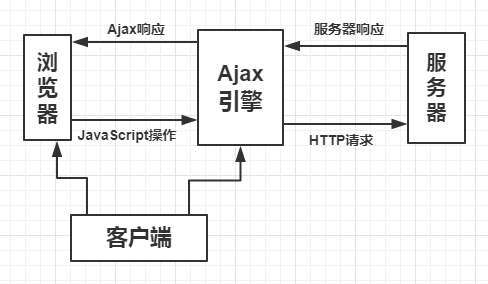 Ajax响应
服务器响应
浏
览
器
Ajax
引擎
服
务
器
JavaScript操作
HTTP请求
客户端